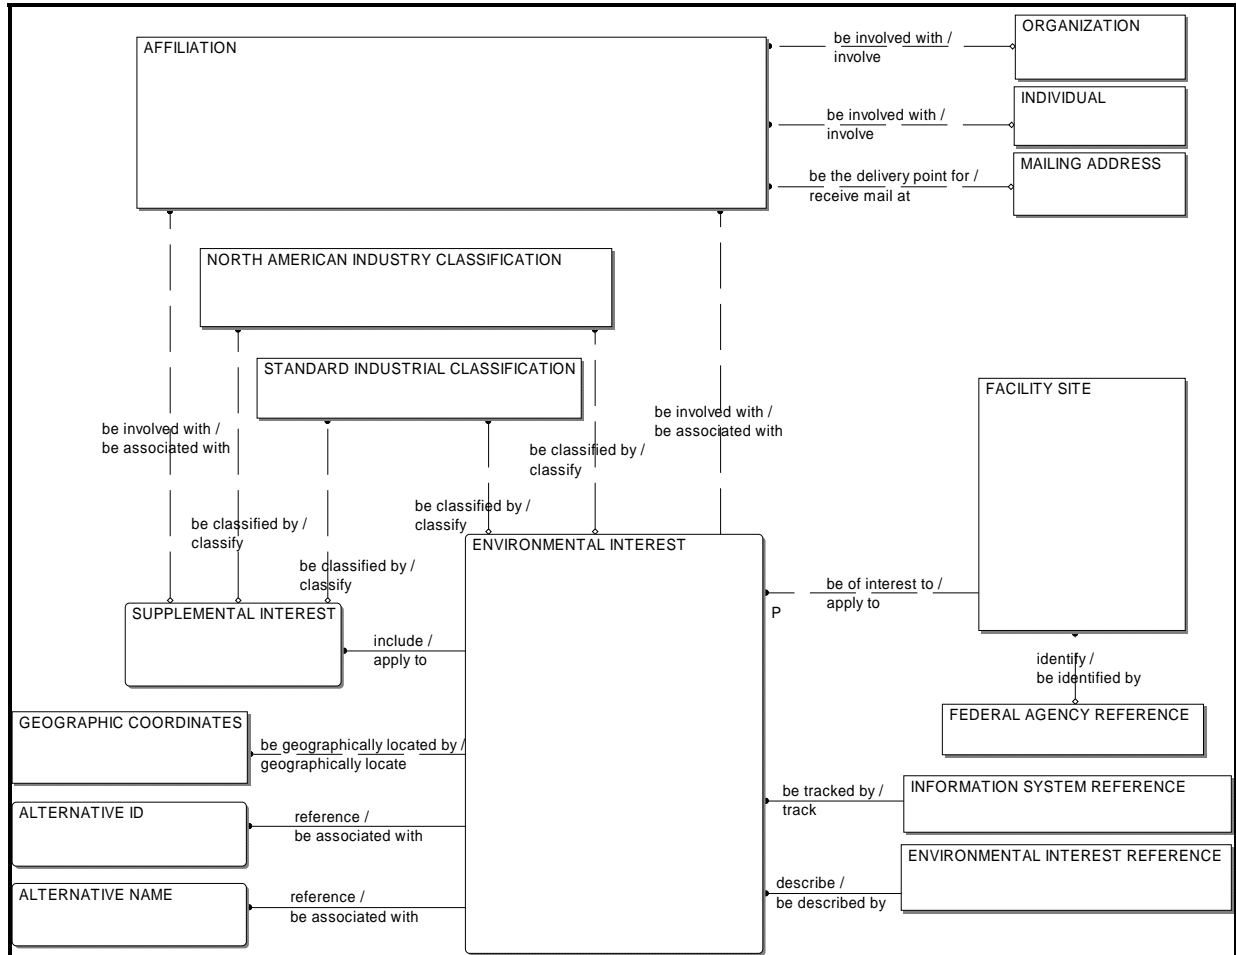 AFFILIATION
be involved with /
involve
ORGANIZATION
be involved with /
involve
INDIVIDUAL
be the delivery point for /
receive mail at
MAILING ADDRESS
NORTH AMERICAN INDUSTRY CLASSIFICATION
STANDARD INDUSTRIAL CLASSIFICATION
FACILITY SITE
be involved with /
be associated with
be involved with /
be associated with
be classified by /
classify
be classified by /
classify
be classified by /
classify
be classified by /
classify
ENVIRONMENTAL INTEREST
be of interest to /
apply to
P
SUPPLEMENTAL INTEREST
include /
apply to
identify /
be identified by
FEDERAL AGENCY REFERENCE
GEOGRAPHIC COORDINATES
be geographically located by /
geographically locate
be tracked by /
track
INFORMATION SYSTEM REFERENCE
ALTERNATIVE ID
reference /
be associated with
ENVIRONMENTAL INTEREST REFERENCE
describe /
be described by
ALTERNATIVE NAME
reference /
be associated with